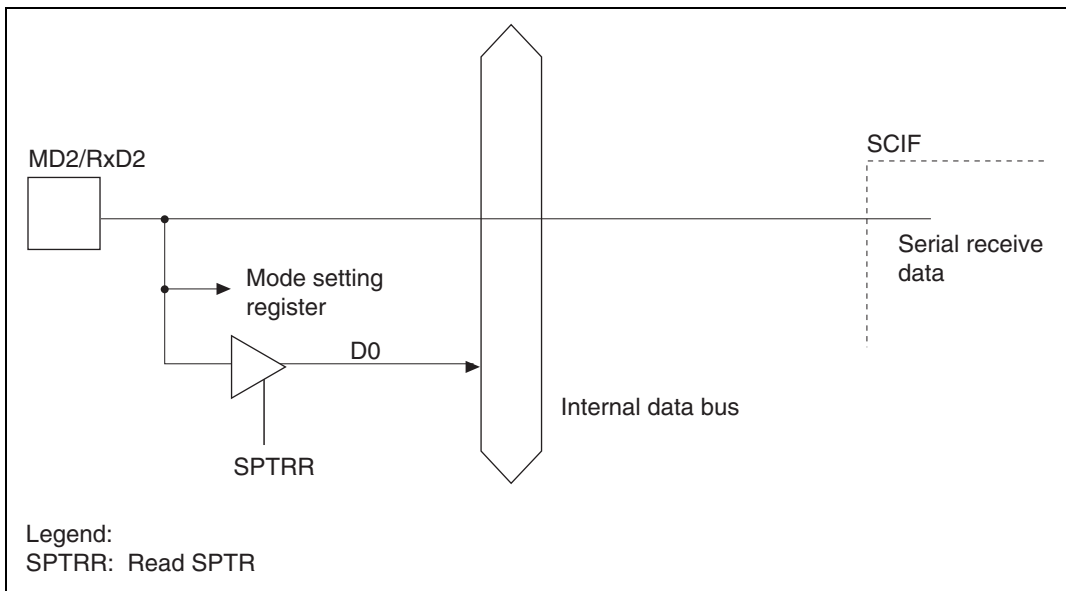 MD2/RxD2
SCIF
Serial receive
data
Mode setting
register
D0
Internal data bus
SPTRR
Legend:
SPTRR: Read SPTR